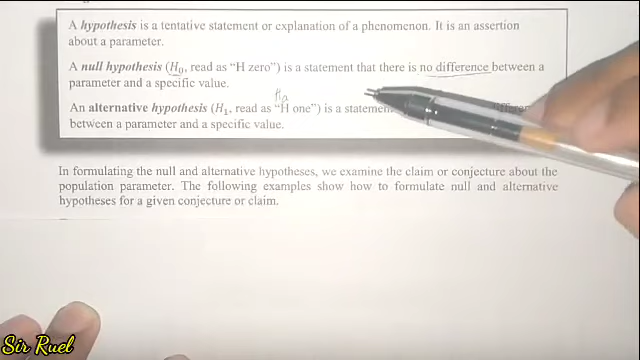 A hypothesis is a tentative statement or explanation of a phenomenon. It is an assertion
about a parameter.
A null hypothesis (H0, read as “H zero”) is a statement that there is no difference between a
parameter and a specific value.
Ha
An alternative hypothesis (H1, read as “H one”) is a statement
between a parameter and a specific value.
In formulating the null and alternative hypotheses, we examine the claim or conjecture about the
population parameter. The following examples show how to formulate null and alternative
hypotheses for a given conjecture or claim.
Sir Ruel